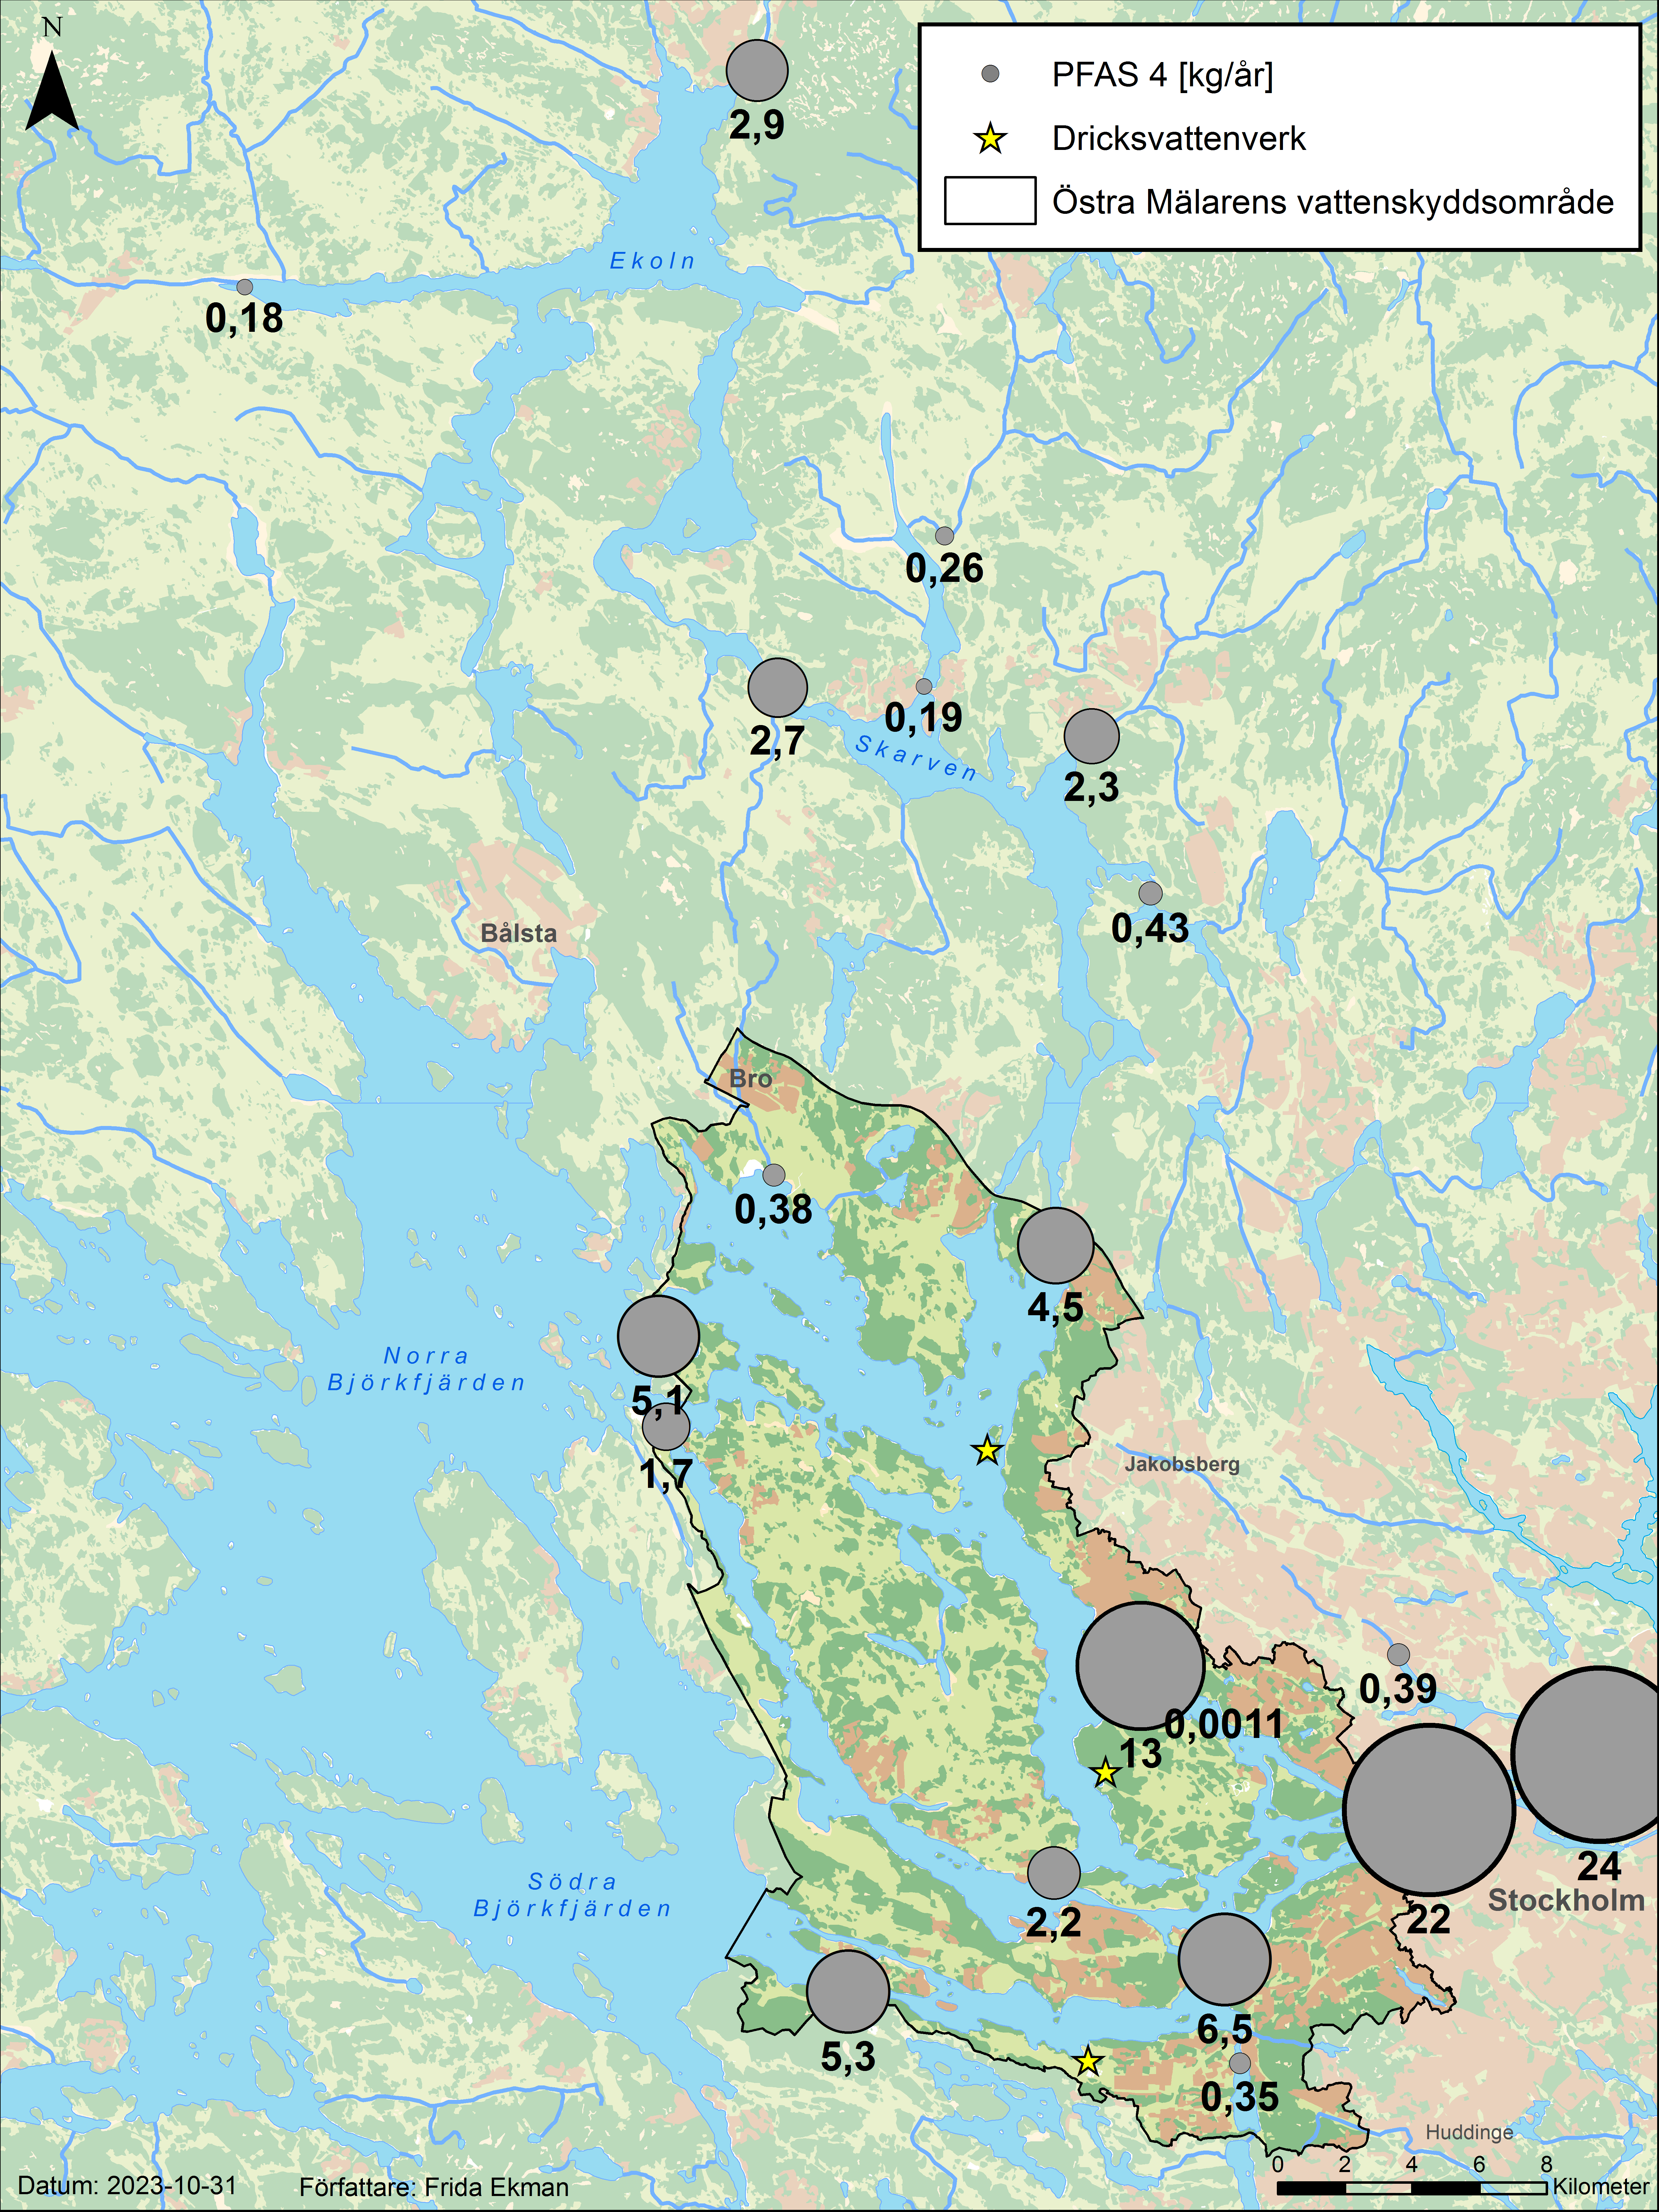 N
PFAS 4 [kg/år]
Dricksvattenverk
Östra Mälarens vattenskyddsområde
2,9
Ekoln
0,18
0,26
2,7
0,19
Skarven
2,3
0,43
Bålsta
Bro
0,38
4,5
Norra
Björkfjärden
5,1
1,7
Jakobsberg
0,39
0,0011
13
24
Södra
Björkfjärden
Stockholm
2,2
22
6,5
5,3
0,35
Huddinge
0 2 4 6 8
Kilometer
Datum: 2023-10-31
Författare: Frida Ekman